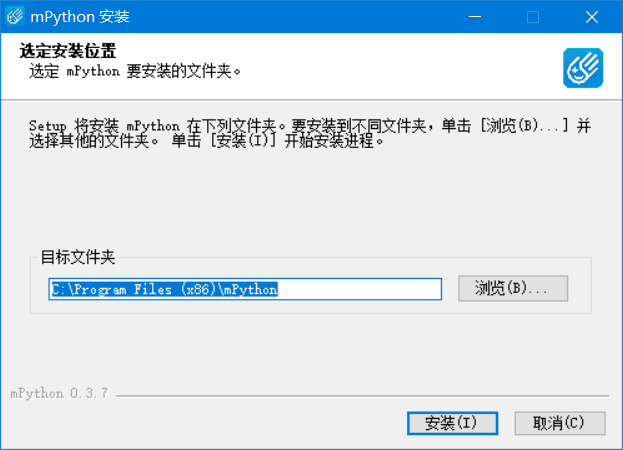 mPython 安装
选定安装位置
选定 mPython 要安装的文件夹。
Setup 将安装 mPython 在下列文件夹。要安装到不同文件夹，单击 [浏览(B)...] 并
选择其他的文件夹。 单击 [安装(I)] 开始安装进程。
目标文件夹
C:\Program Files (x86)\mPython
浏览(B)...
mPython 0.3.7
安装(I)
取消(C)